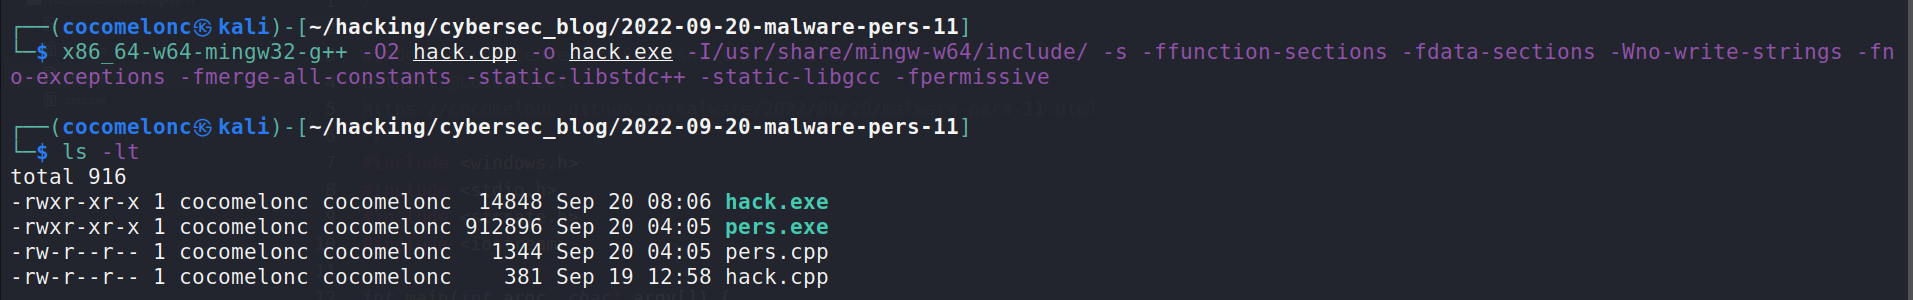 ┌──(cocomelonc㉿kali)-[~/hacking/cybersec_blog/2022-09-20-malware-pers-11]
└─$ x86_64-w64-mingw32-g++ -O2 hack.cpp -o hack.exe -I/usr/share/mingw-w64/include/ -s -ffunction-sections -fdata-sections -Wno-write-strings -fn
o-exceptions -fmerge-all-constants -static-libstdc++ -static-libgcc -fpermissive
┌──(cocomelonc㉿kali)-[~/hacking/cybersec_blog/2022-09-20-malware-pers-11]
└─$ ls -lt
total 916
-rwxr-xr-x 1 cocomelonc cocomelonc  14848 Sep 20 08:06 hack.exe
-rwxr-xr-x 1 cocomelonc cocomelonc 912896 Sep 20 04:05 pers.exe
-rw-r--r-- 1 cocomelonc cocomelonc   1344 Sep 20 04:05 pers.cpp
-rw-r--r-- 1 cocomelonc cocomelonc    381 Sep 19 12:58 hack.cpp